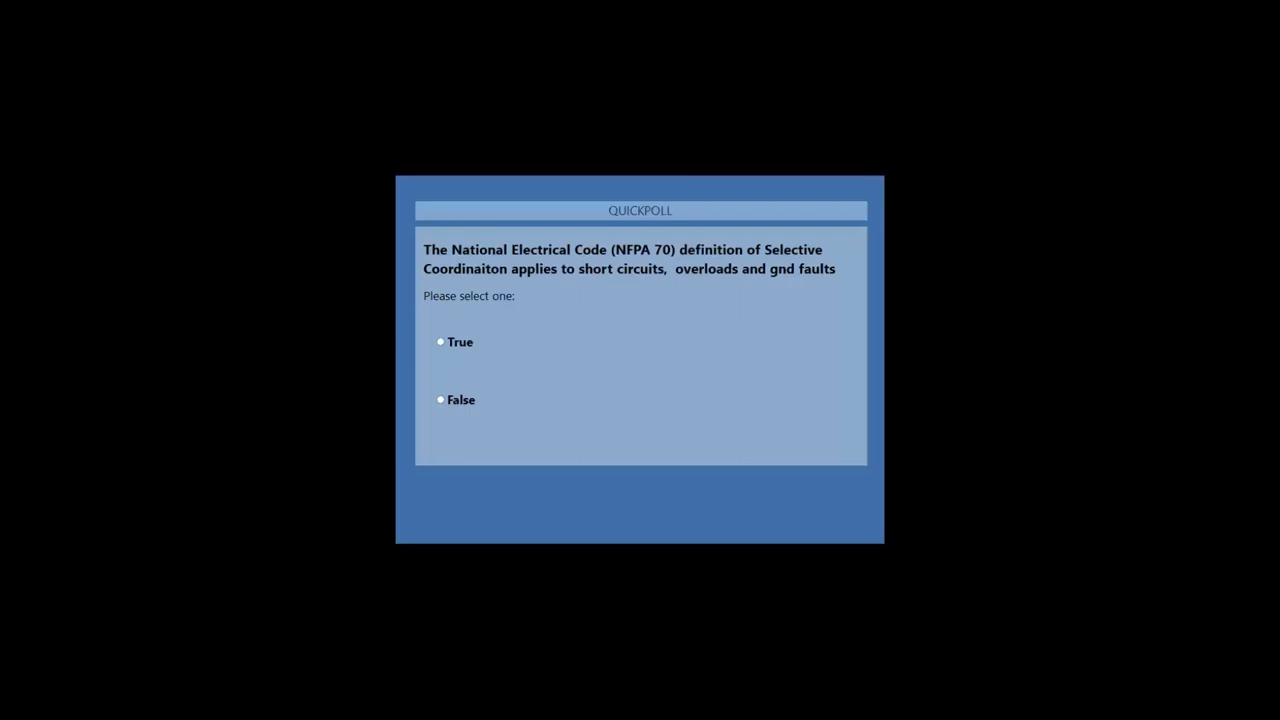 QUICKPOLL
The National Electrical Code (NFPA 70) definition of Selective
Coordinaiton applies to short circuits,  overloads and gnd faults
Please select one:
True
False